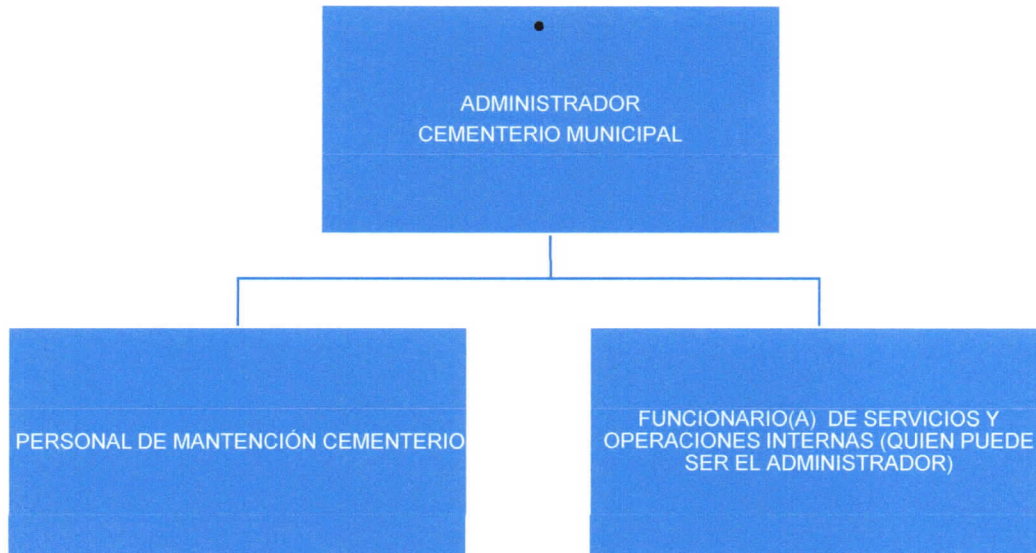 ADMINISTRADOR
CEMENTERIO MUNICIPAL
PERSONAL DE MANTENCIÓN CEMENTERIO
FUNCIONARIO(A) DE SERVICIOS Y
OPERACIONES INTERNAS (QUIEN PUEDE
SER EL ADMINISTRADOR)